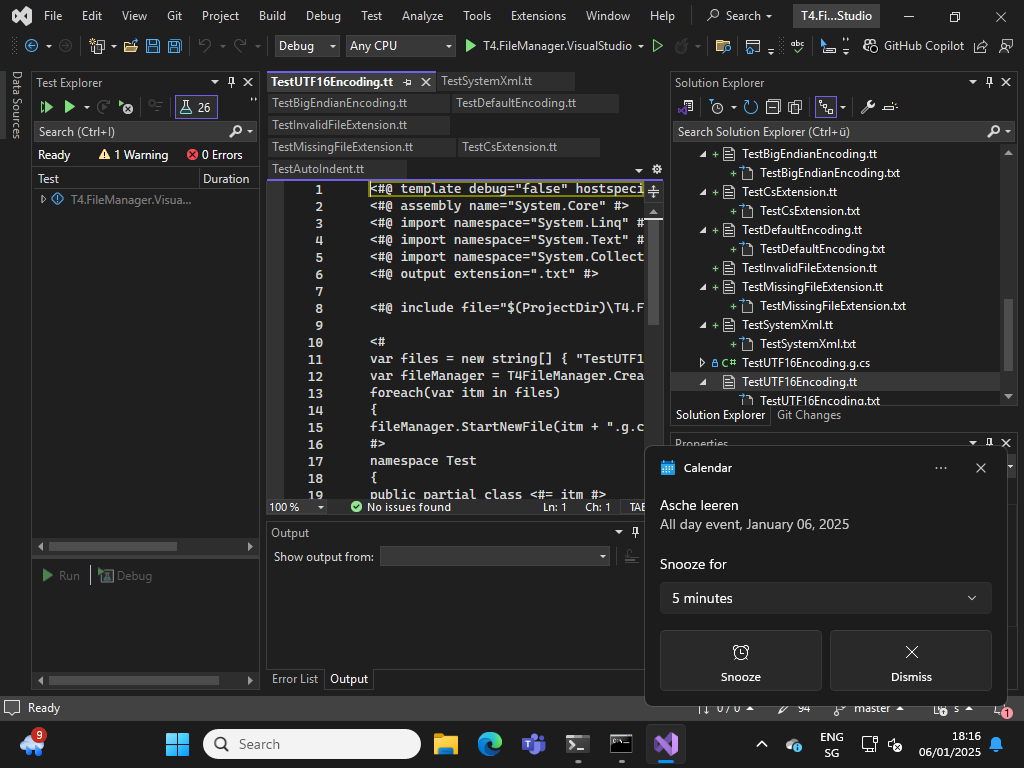 File Edit View Git Project Build Debug Test Analyze Tools Extensions Window Help Search T4.Fi...Studio
Debug Any CPU T4.FileManager.VisualStudio GitHub Copilot
Data Sources
Test Explorer
26
Search (Ctrl+I)
Ready 1 Warning 0 Errors
Test Duration
T4.FileManager.Visua...
Run Debug
TestUTF16Encoding.tt TestSystemXml.tt
TestBigEndianEncoding.tt TestDefaultEncoding.tt
TestInvalidFileExtension.tt
TestMissingFileExtension.tt TestCsExtension.tt
TestAutoIndent.tt
1 <#@ template debug="false" hostspeci
2 <#@ assembly name="System.Core" #>
3 <#@ import namespace="System.Linq" #
4 <#@ import namespace="System.Text" #
5 <#@ import namespace="System.Collect
6 <#@ output extension=".txt" #>
7
8 <#@ include file="$(ProjectDir)\T4.F
9
10 <#
11 var files = new string[] { "TestUTF1
12 var fileManager = T4FileManager.Crea
13 foreach(var itm in files)
14 {
15 fileManager.StartNewFile(itm + ".g.c
16 #>
17 namespace Test
18 {
19 public partial class <#= itm #>
100 % No issues found Ln: 1 Ch: 1 TAB
Output
Show output from:
Error List Output
Solution Explorer
Search Solution Explorer (Ctrl+ü)
TestBigEndianEncoding.tt
TestBigEndianEncoding.txt
TestCsExtension.tt
TestCsExtension.txt
TestDefaultEncoding.tt
TestDefaultEncoding.txt
TestInvalidFileExtension.tt
TestMissingFileExtension.tt
TestMissingFileExtension.txt
TestSystemXml.tt
TestSystemXml.txt
C# TestUTF16Encoding.g.cs
TestUTF16Encoding.tt
TestUTF16Encoding.txt
Solution Explorer Git Changes
Properties
Calendar
Asche leeren
All day event, January 06, 2025
Snooze for
5 minutes
Snooze Dismiss
Ready 0 / 0 94 master s 1
9 Search ENG SG 18:16 06/01/2025